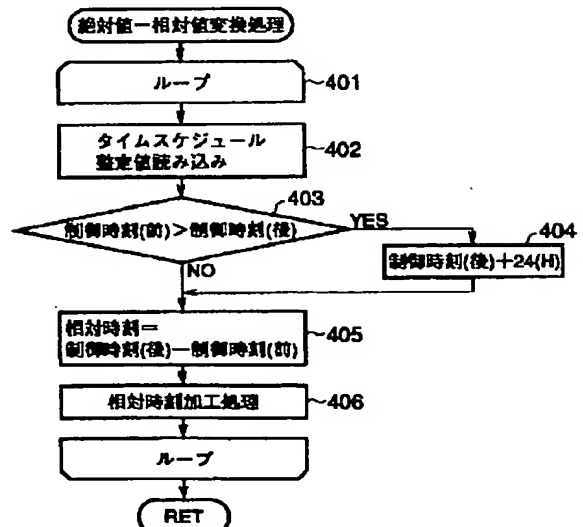 絶対値ー相対値変換処理
ループ
401
タイムスケジュール
整定値読み込み
402
403
制御時刻(前)>制御時刻(後)
YES
404
制御時刻(後)+24(H)
NO
相対時刻=
制御時刻(後)ー制御時刻(前)
405
相対時刻加工処理
406
ループ
RET